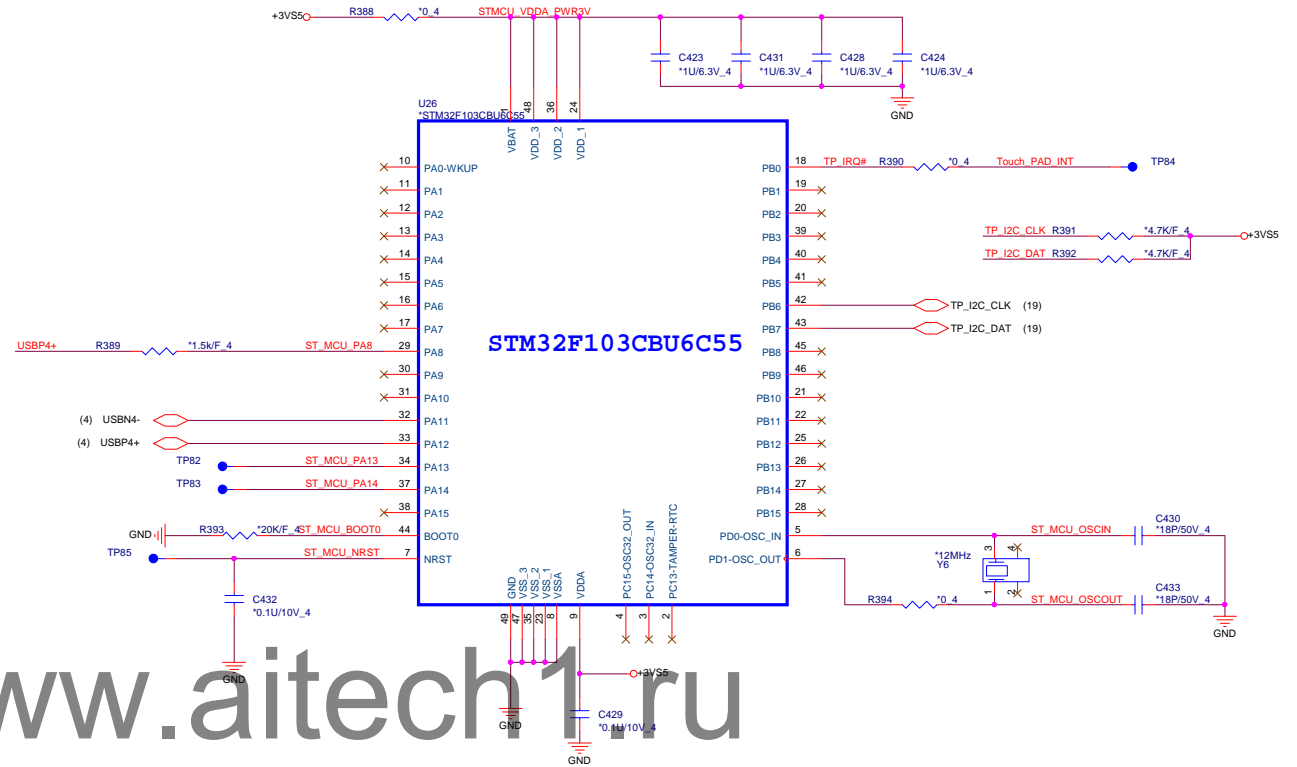 +3VS5 R388 *0_4 STMCU_VDDA_PWR3V
C423 *1U/6.3V_4
C431 *1U/6.3V_4
C428 *1U/6.3V_4
C424 *1U/6.3V_4
GND
U26
*STM32F103CBU6C55
1 48 36 24
VBAT VDD_3 VDD_2 VDD_1
STM32F103CBU6C55
10 PA0-WKUP
11 PA1
12 PA2
13 PA3
14 PA4
15 PA5
16 PA6
17 PA7
USBP4+ R389 *1.5k/F_4 ST_MCU_PA8 29 PA8
30 PA9
31 PA10
(4) USBN4- 32 PA11
(4) USBP4+ 33 PA12
TP82 ST_MCU_PA13 34 PA13
TP83 ST_MCU_PA14 37 PA14
38 PA15
GND R393 *20K/F_4 ST_MCU_BOOT0 44 BOOT0
TP85 ST_MCU_NRST 7 NRST
C432
*0.1U/10V_4
GND
PB0 18 TP_IRQ# R390 *0_4 Touch_PAD_INT TP84
PB1 19
PB2 20
PB3 39
PB4 40
PB5 41
PB6 42 TP_I2C_CLK (19)
PB7 43 TP_I2C_DAT (19)
PB8 45
PB9 46
PB10 21
PB11 22
PB12 25
PB13 26
PB14 27
PB15 28
PD0-OSC_IN 5 ST_MCU_OSCIN C430 *18P/50V_4
PD1-OSC_OUT 6 R394 *0_4 ST_MCU_OSCOUT C433 *18P/50V_4
TP_I2C_CLK R391 *4.7K/F_4 +3VS5
TP_I2C_DAT R392 *4.7K/F_4
*12MHz
Y6
3 4
1 2
GND
GND VSS_3 VSS_2 VSS_1 VSSA VDDA PC15-OSC32_OUT PC14-OSC32_IN PC13-TAMPER-RTC
49 47 35 23 8 9 4 3 2
+3VS5
GND
C429
*0.1U/10V_4
GND
ww.aitech1.ru